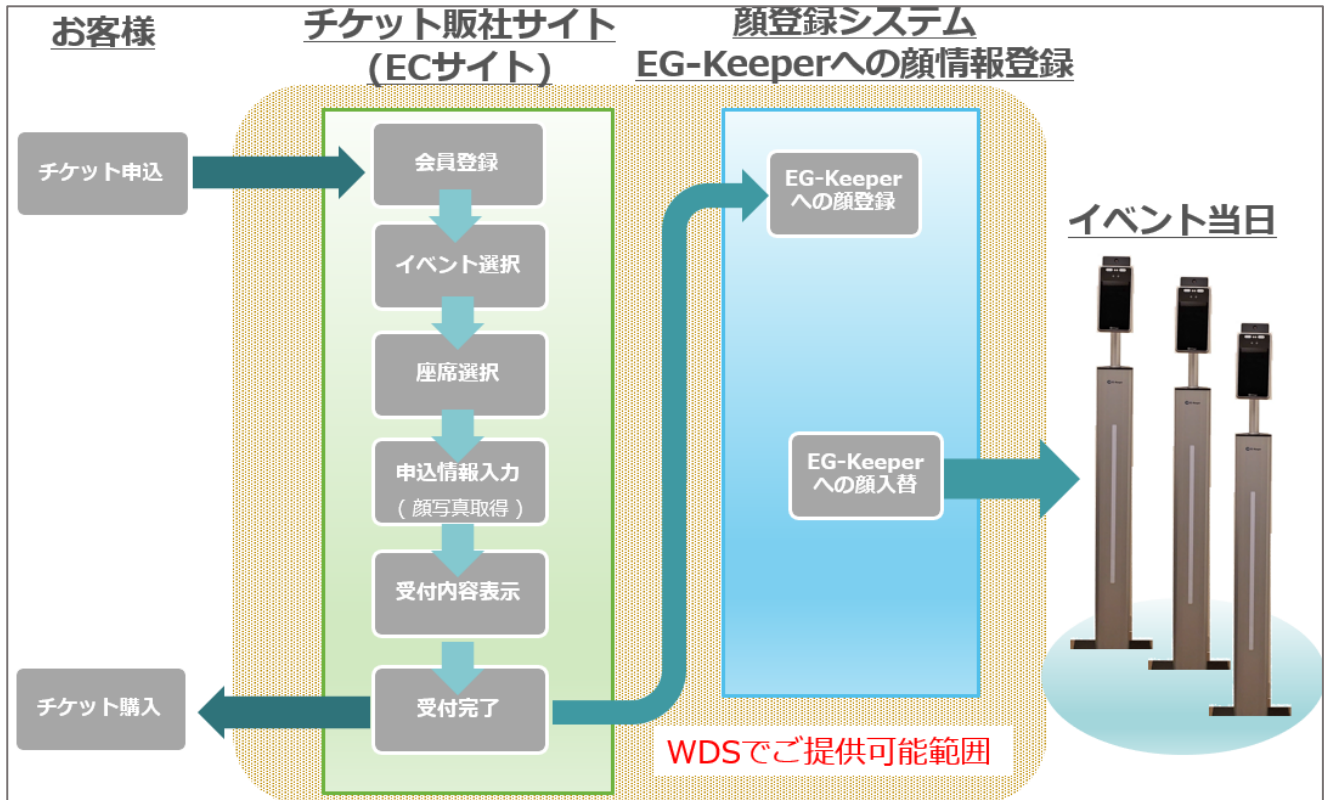 お客様
チケット販社サイト
(ECサイト)
顔登録システム
EG-Keeperへの顔情報登録
チケット申込
会員登録
イベント選択
座席選択
申込情報入力
( 顔写真取得 )
受付内容表示
受付完了
チケット購入
EG-Keeper
への顔登録
EG-Keeper
への顔入替
イベント当日
WDSでご提供可能範囲